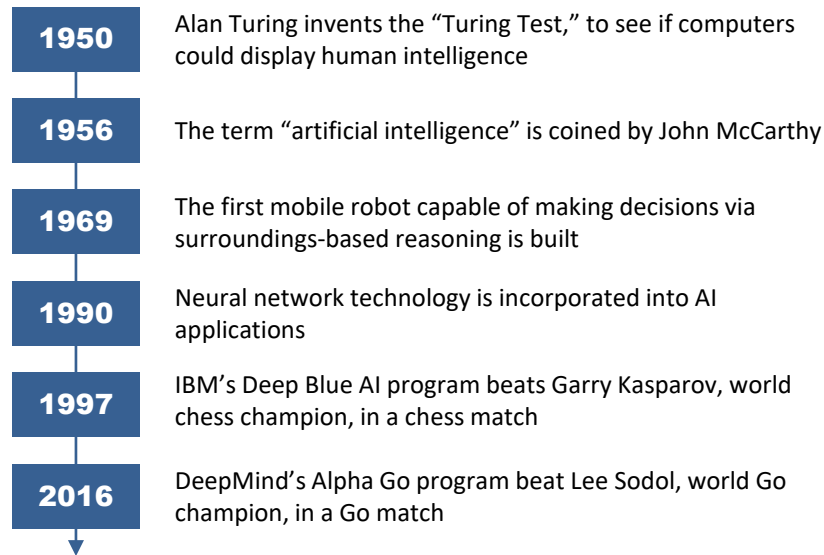 1950
Alan Turing invents the “Turing Test,” to see if computers
could display human intelligence
1956
The term “artificial intelligence” is coined by John McCarthy
1969
The first mobile robot capable of making decisions via
surroundings-based reasoning is built
1990
Neural network technology is incorporated into AI
applications
1997
IBM’s Deep Blue AI program beats Garry Kasparov, world
chess champion, in a chess match
2016
DeepMind’s Alpha Go program beat Lee Sodol, world Go
champion, in a Go match